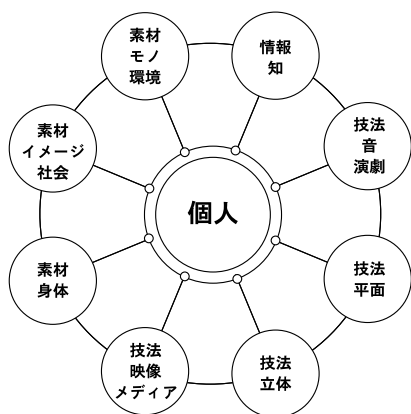 素材
モノ
環境
情報
知
素材
イメージ
社会
技法
音
演劇
個人
素材
身体
技法
平面
技法
映像
メディア
技法
立体